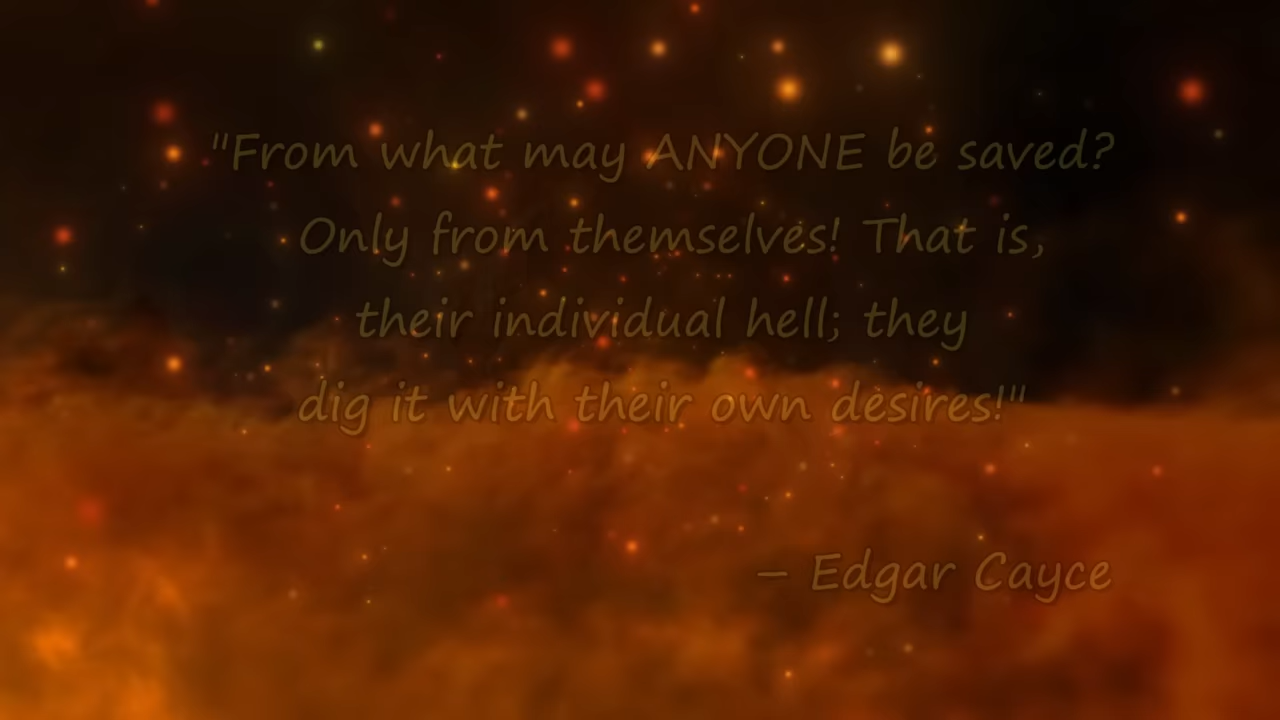 "From what may ANYONE be saved?
Only from themselves! That is,
their individual hell; they
dig it with their own desires!"
– Edgar Cayce